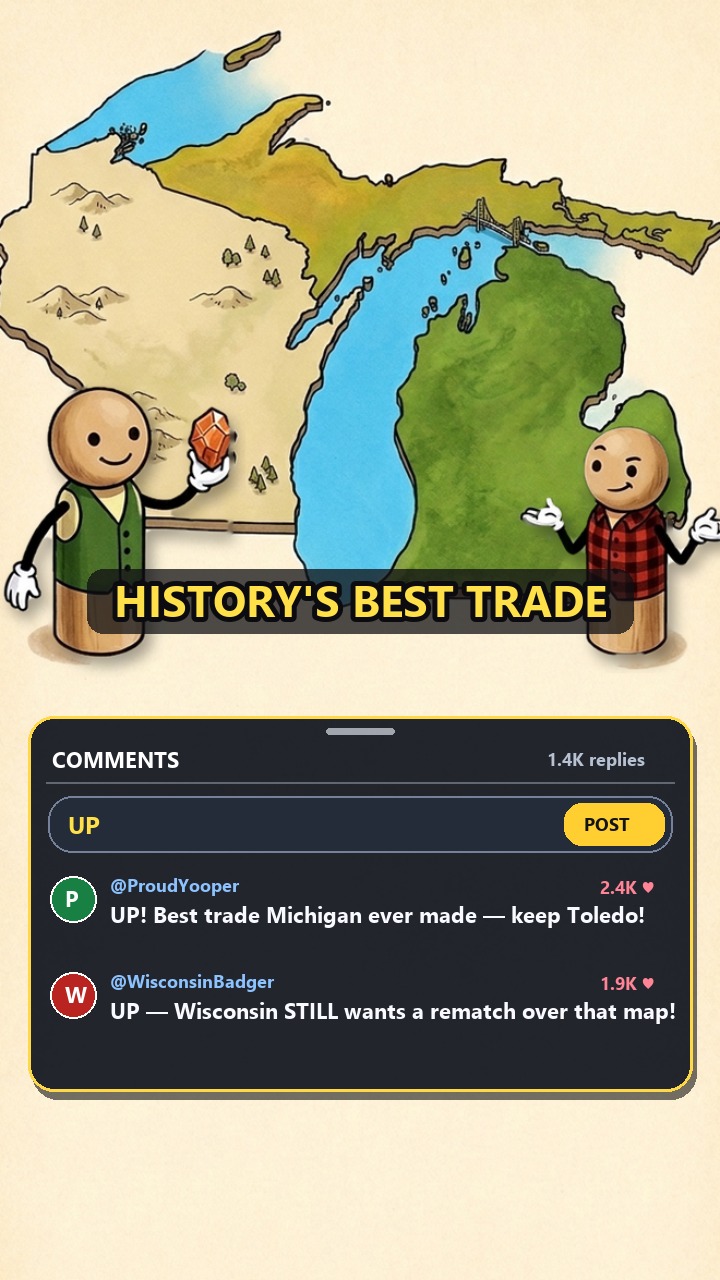 HISTORY'S BEST TRADE
COMMENTS
1.4K replies
UP
POST
P
@ProudYooper
2.4K ♥
UP! Best trade Michigan ever made — keep Toledo!
W
@WisconsinBadger
1.9K ♥
UP — Wisconsin STILL wants a rematch over that map!